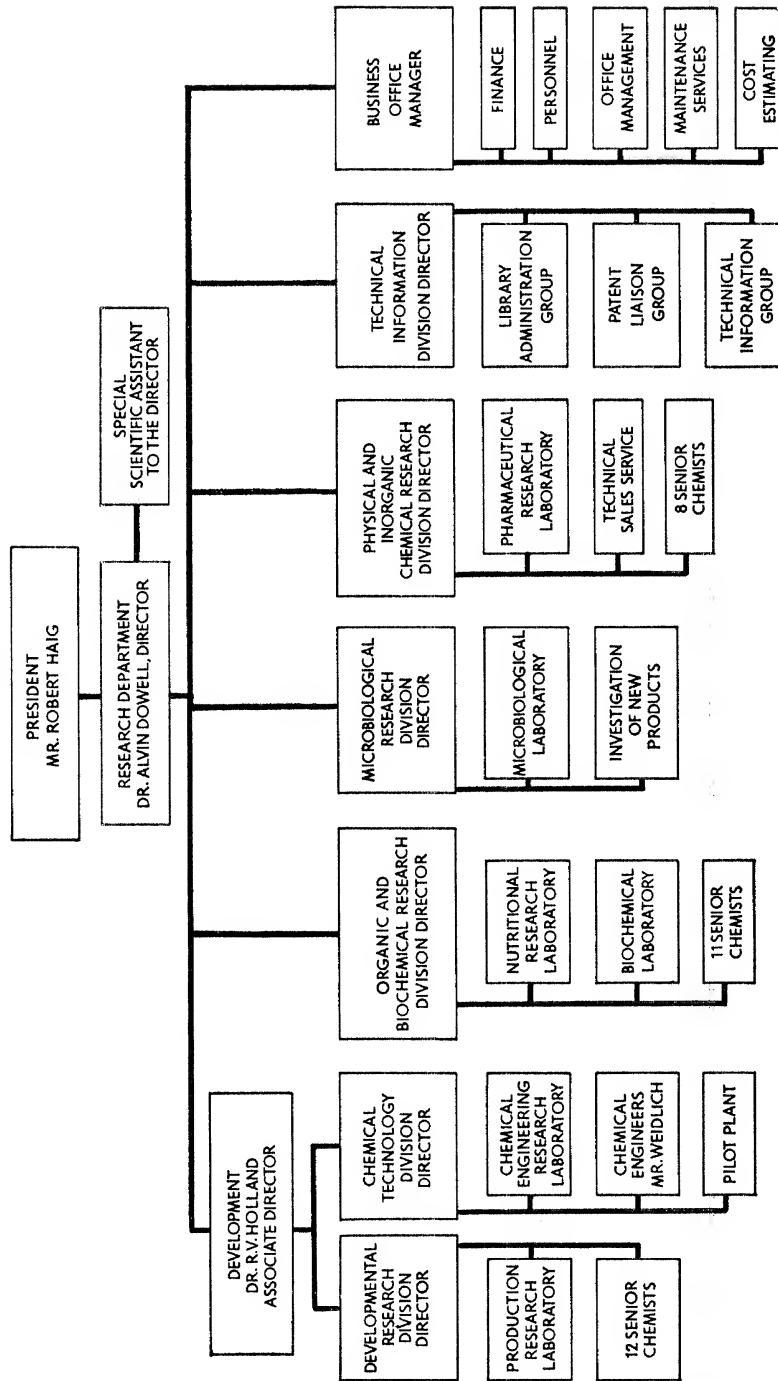 PRESIDENT
MR. ROBERT HAIG
RESEARCH DEPARTMENT
DR. ALVIN DOWELL, DIRECTOR
SPECIAL
SCIENTIFIC ASSISTANT
TO THE DIRECTOR
DEVELOPMENT
DR. R.V. HOLLAND
ASSOCIATE DIRECTOR
DEVELOPMENTAL
RESEARCH
DIVISION
DIRECTOR
PRODUCTION
RESEARCH
LABORATORY
12 SENIOR
CHEMISTS
CHEMICAL
TECHNOLOGY
DIVISION
DIRECTOR
CHEMICAL
ENGINEERING
RESEARCH
LABORATORY
CHEMICAL
ENGINEERS
MR. WEIDLICH
PILOT PLANT
ORGANIC AND
BIOCHEMICAL RESEARCH
DIVISION DIRECTOR
NUTRITIONAL
RESEARCH
LABORATORY
BIOCHEMICAL
LABORATORY
11 SENIOR
CHEMISTS
MICROBIOLOGICAL
RESEARCH
DIVISION
DIRECTOR
MICROBIOLOGICAL
LABORATORY
INVESTIGATION
OF NEW
PRODUCTS
PHYSICAL AND
INORGANIC
CHEMICAL RESEARCH
DIVISION DIRECTOR
PHARMACEUTICAL
RESEARCH
LABORATORY
TECHNICAL
SALES SERVICE
8 SENIOR
CHEMISTS
TECHNICAL
INFORMATION
DIVISION DIRECTOR
LIBRARY
ADMINISTRATION
GROUP
PATENT
LIAISON
GROUP
TECHNICAL
INFORMATION
GROUP
BUSINESS
OFFICE
MANAGER
FINANCE
PERSONNEL
OFFICE
MANAGEMENT
MAINTENANCE
SERVICES
COST
ESTIMATING